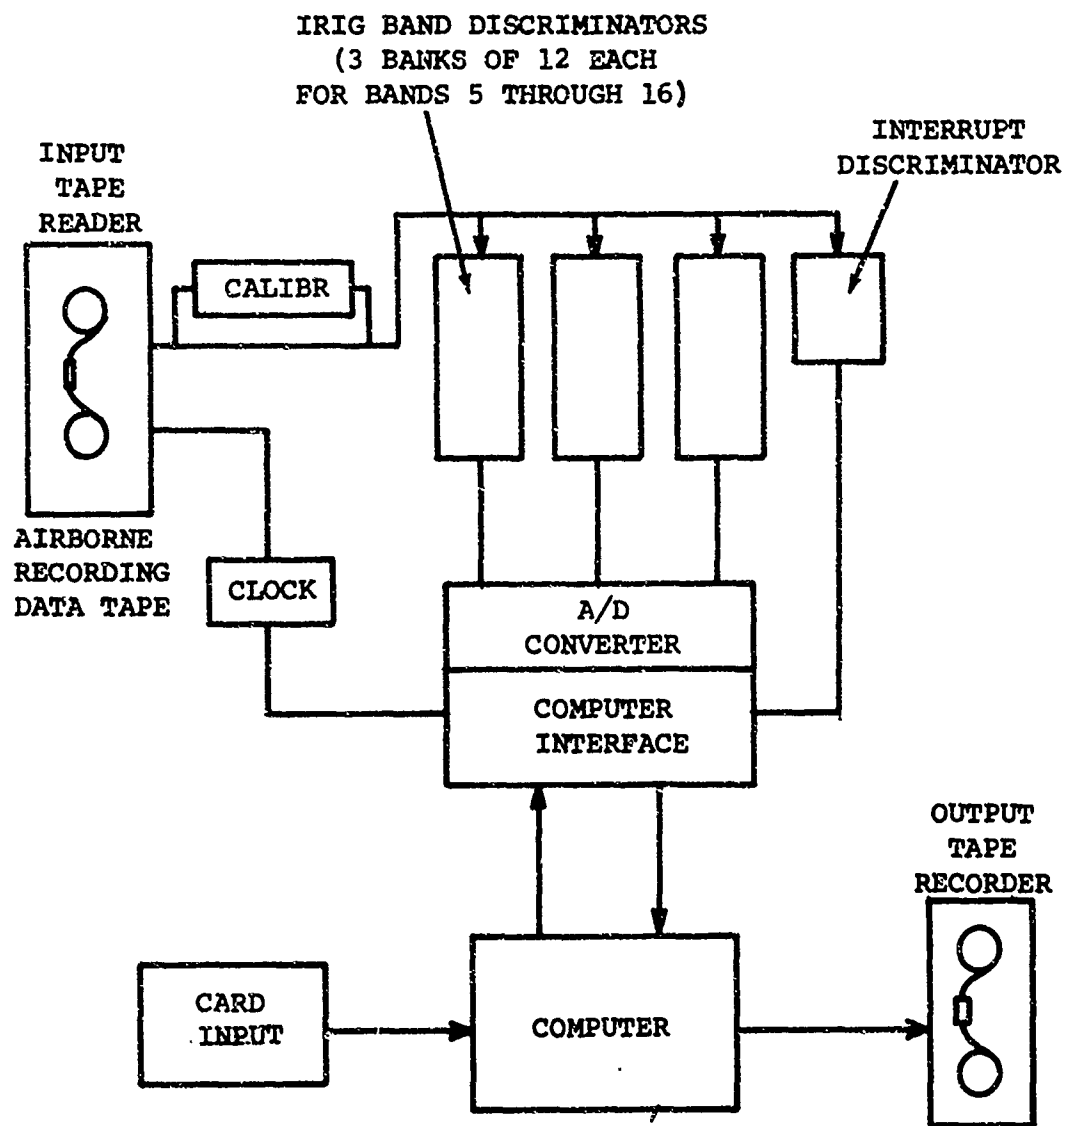 IRIG BAND DISCRIMINATORS
(3 BANKS OF 12 EACH
FOR BANDS 5 THROUGH 16)
INTERRUPT
DISCRIMINATOR
INPUT
TAPE
READER
CALIBR
AIRBORNE
RECORDING
DATA TAPE
CLOCK
A/D
CONVERTER
COMPUTER
INTERFACE
OUTPUT
TAPE
RECORDER
CARD
INPUT
COMPUTER